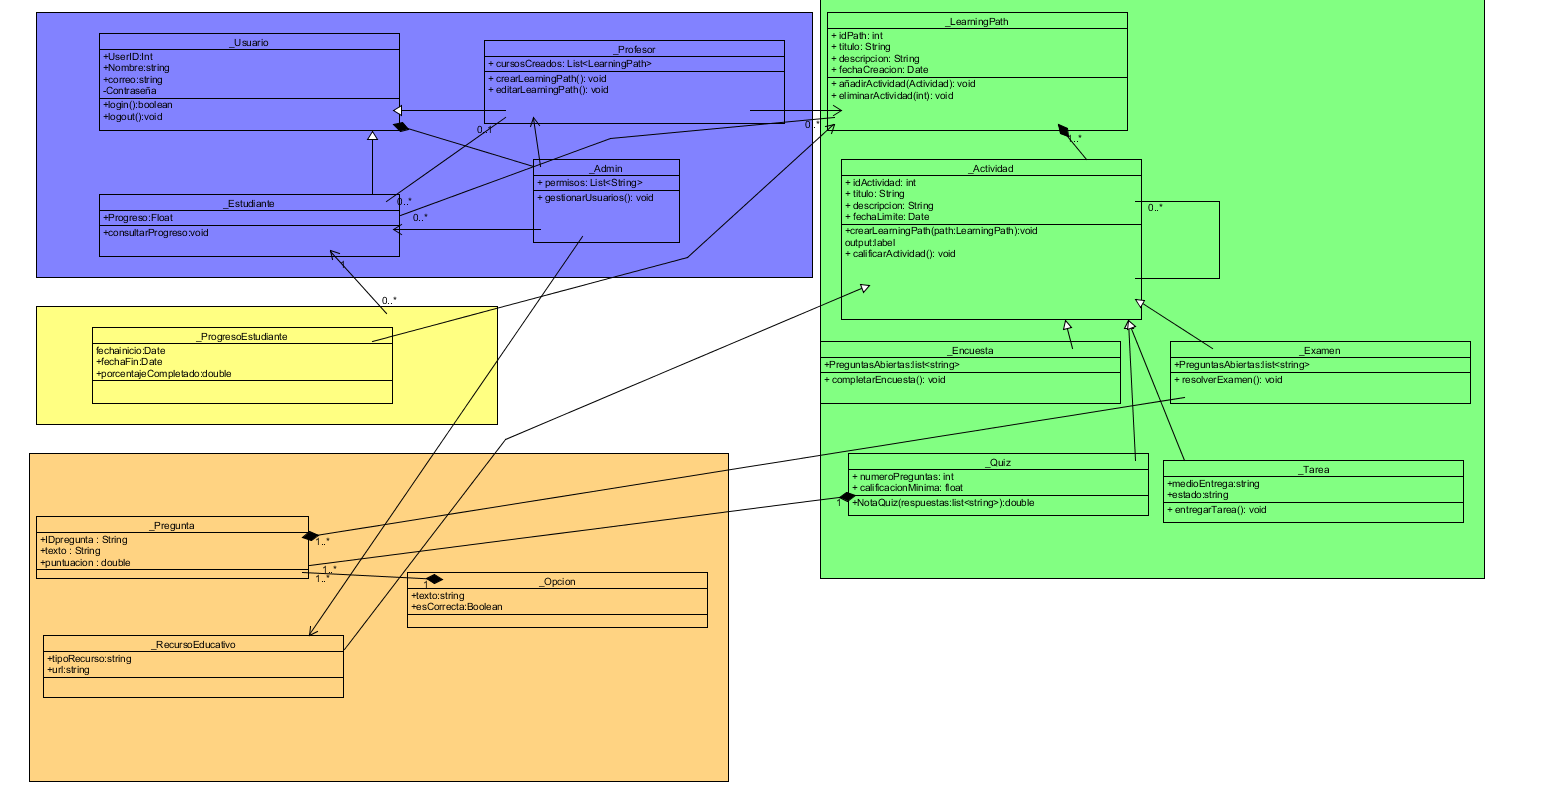 _Usuario
+UserID:Int
+Nombre:string
+correo:string
-Contraseña
+login():boolean
+logout():void
_Profesor
+ cursosCreados: List<LearningPath>
+ crearLearningPath(): void
+ editarLearningPath(): void
0..1
0..*
_Admin
+ permisos: List<String>
+ gestionarUsuarios(): void
_Estudiante
+Progreso:Float
+consultarProgreso:void
0..*
0..*
1
0..*
_ProgresoEstudiante
fechainicio:Date
+fechaFin:Date
+porcentajeCompletado:double
_LearningPath
+ idPath: int
+ titulo: String
+ descripcion: String
+ fechaCreacion: Date
+ añadirActividad(Actividad): void
+ eliminarActividad(int): void
1..*
_Actividad
+ idActividad: int
+ titulo: String
+ descripcion: String
+ fechaLimite: Date
+crearLearningPath(path:LearningPath):void
output:label
+ calificarActividad(): void
0..*
_Encuesta
+PreguntasAbiertas:list<string>
+ completarEncuesta(): void
_Examen
+PreguntasAbiertas:list<string>
+ resolverExamen(): void
_Quiz
+ numeroPreguntas: int
+ calificacionMinima: float
+NotaQuiz(respuestas:list<string>):double
1
_Tarea
+medioEntrega:string
+estado:string
+ entregarTarea(): void
_Pregunta
+IDpregunta : String
+texto : String
+puntuacion : double
1..*
1..*
1..*
1
_Opcion
+texto:string
+esCorrecta:Boolean
_RecursoEducativo
+tipoRecurso:string
+url:string